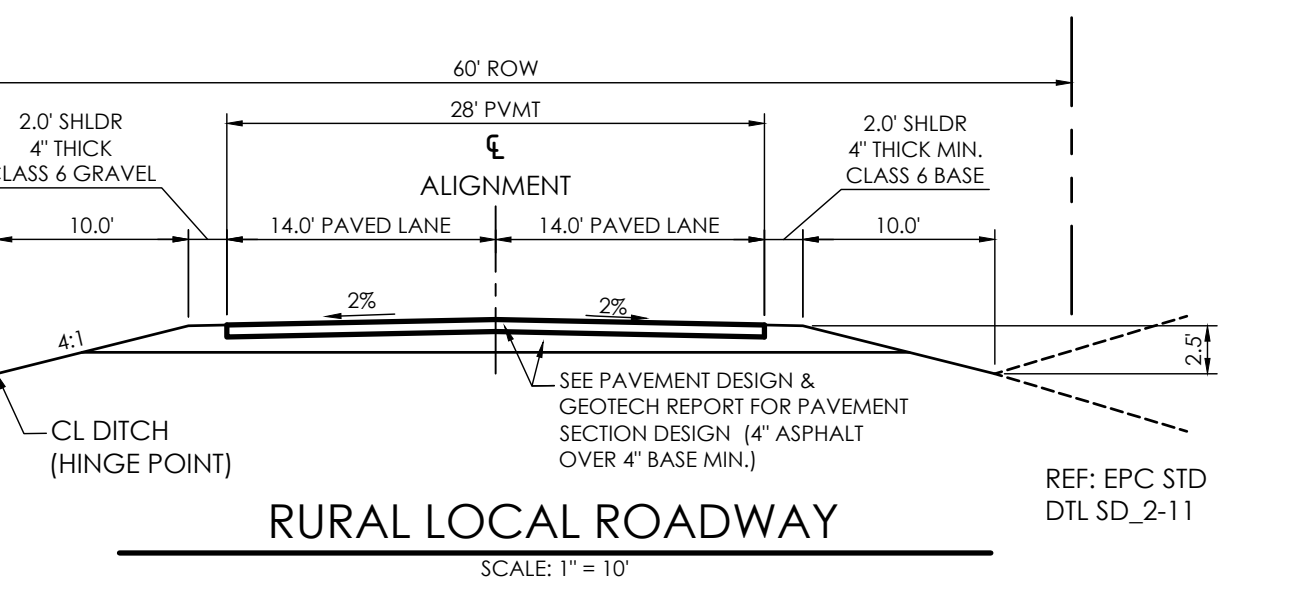 60' ROW
28' PVMT
2.0' SHLDR
4" THICK
CLASS 6 GRAVEL
2.0' SHLDR
4" THICK MIN.
CLASS 6 BASE
℄
ALIGNMENT
10.0'
14.0' PAVED LANE
14.0' PAVED LANE
10.0'
2%
2%
4:1
2.5'
SEE PAVEMENT DESIGN &
GEOTECH REPORT FOR PAVEMENT
SECTION DESIGN (4" ASPHALT
OVER 4" BASE MIN.)
CL DITCH
(HINGE POINT)
REF: EPC STD
DTL SD_2-11
RURAL LOCAL ROADWAY
SCALE: 1" = 10'